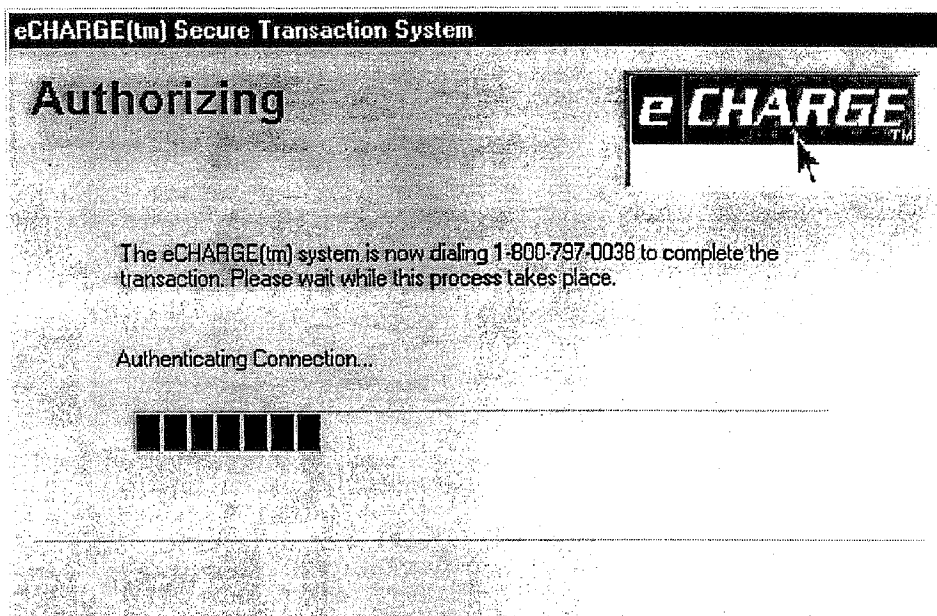 eCHARGE(tm) Secure Transaction System
Authorizing
e CHARGE
TM
The eCHARGE(tm) system is now dialing 1-800-797-0038 to complete the
transaction. Please wait while this process takes place.
Authenticating Connection...